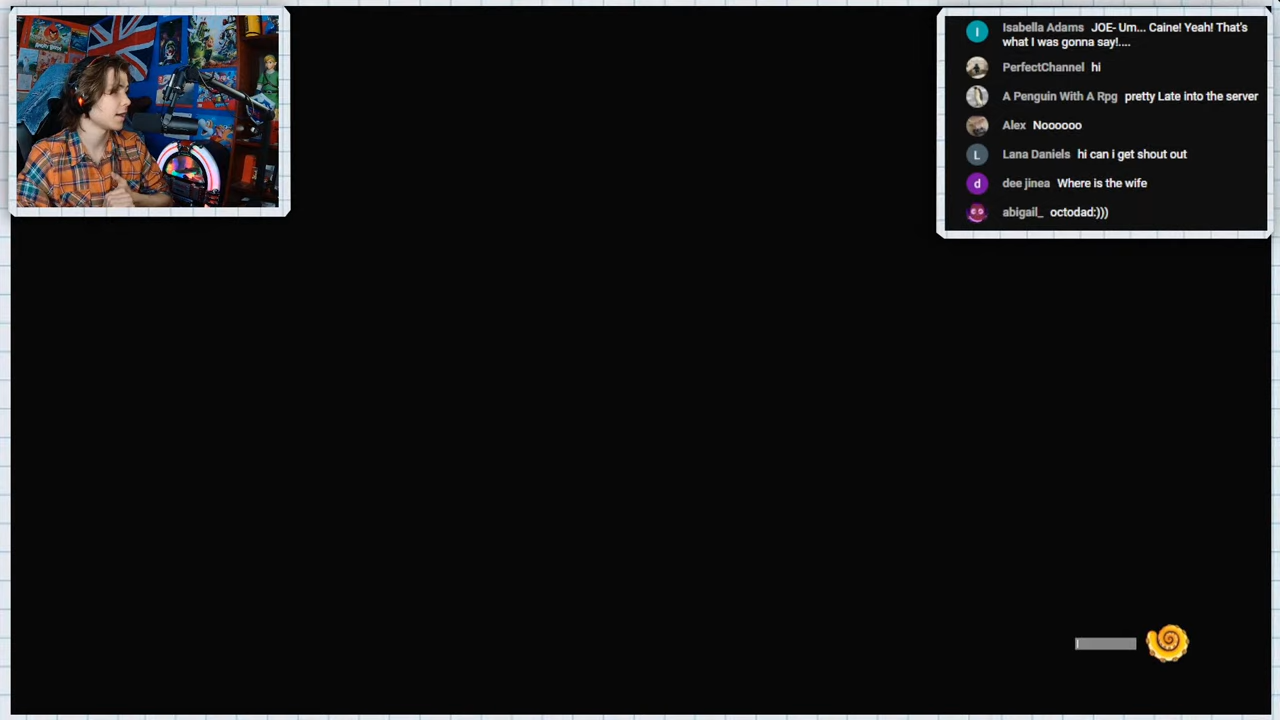 ANGRY BIRDS
I
Isabella Adams JOE- Um... Caine! Yeah! That's
what I was gonna say!....
PerfectChannel hi
A Penguin With A Rpg pretty Late into the server
Alex Noooooo
L
Lana Daniels hi can i get shout out
d
dee jinea Where is the wife
abigail_ octodad:)))